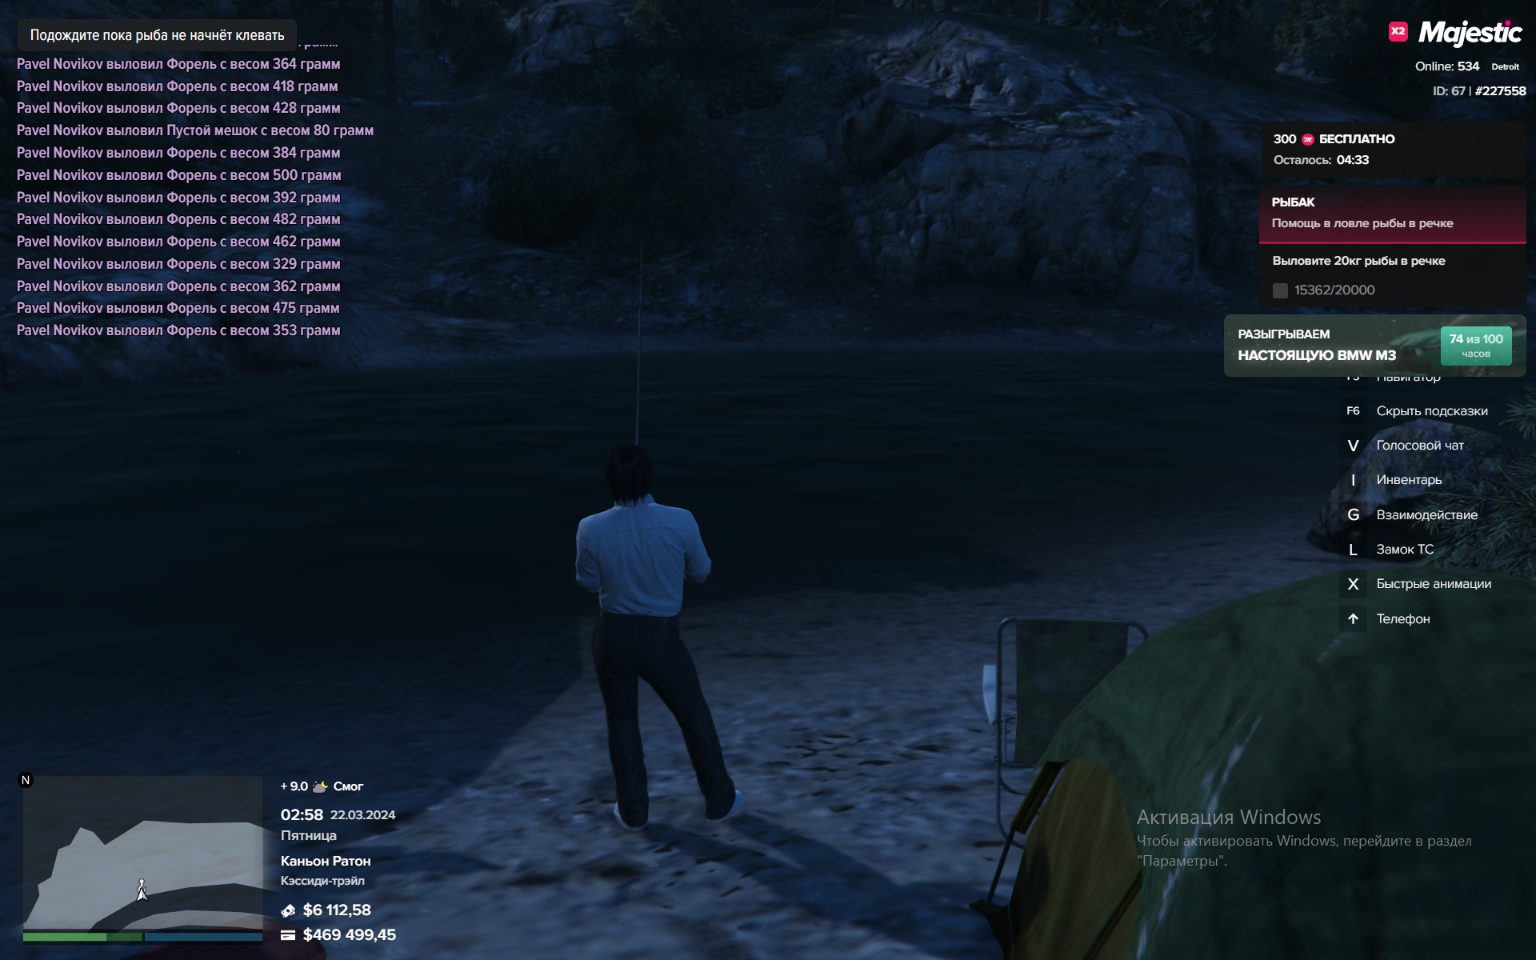 Подождите пока рыба не начнёт клевать
Pavel Novikov выловил Форель с весом 364 грамм
Pavel Novikov выловил Форель с весом 418 грамм
Pavel Novikov выловил Форель с весом 428 грамм
Pavel Novikov выловил Пустой мешок с весом 80 грамм
Pavel Novikov выловил Форель с весом 384 грамм
Pavel Novikov выловил Форель с весом 500 грамм
Pavel Novikov выловил Форель с весом 392 грамм
Pavel Novikov выловил Форель с весом 482 грамм
Pavel Novikov выловил Форель с весом 462 грамм
Pavel Novikov выловил Форель с весом 329 грамм
Pavel Novikov выловил Форель с весом 362 грамм
Pavel Novikov выловил Форель с весом 475 грамм
Pavel Novikov выловил Форель с весом 353 грамм
X2 Majestic
Online: 534 Detroit
ID: 67 | #227558
300 БЕСПЛАТНО
Осталось: 04:33
РЫБАК
Помощь в ловле рыбы в речке
Выловите 20кг рыбы в речке
15362/20000
РАЗЫГРЫВАЕМ
НАСТОЯЩУЮ BMW M3
74 из 100
часов
Навигатор
F6 Скрыть подсказки
V Голосовой чат
I Инвентарь
G Взаимодействие
L Замок ТС
X Быстрые анимации
↑ Телефон
N
+ 9.0 Смог
02:58 22.03.2024
Пятница
Каньон Ратон
Кэссиди-трэйл
$6 112,58
$469 499,45
Активация Windows
Чтобы активировать Windows, перейдите в раздел
"Параметры".